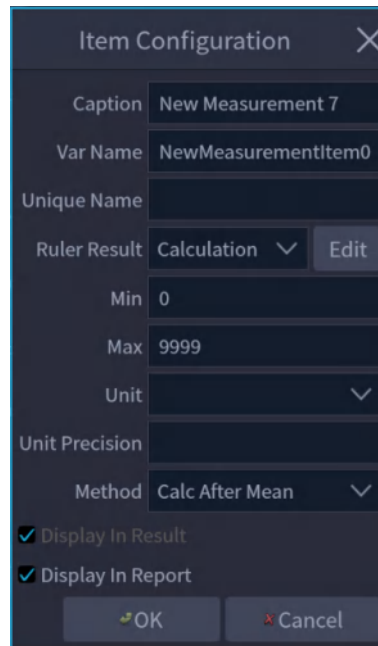 Item Configuration
Caption New Measurement 7
Var Name NewMeasurementItem0
Unique Name
Ruler Result Calculation Edit
Min 0
Max 9999
Unit
Unit Precision
Method Calc After Mean
Display In Result
Display In Report
OK Cancel